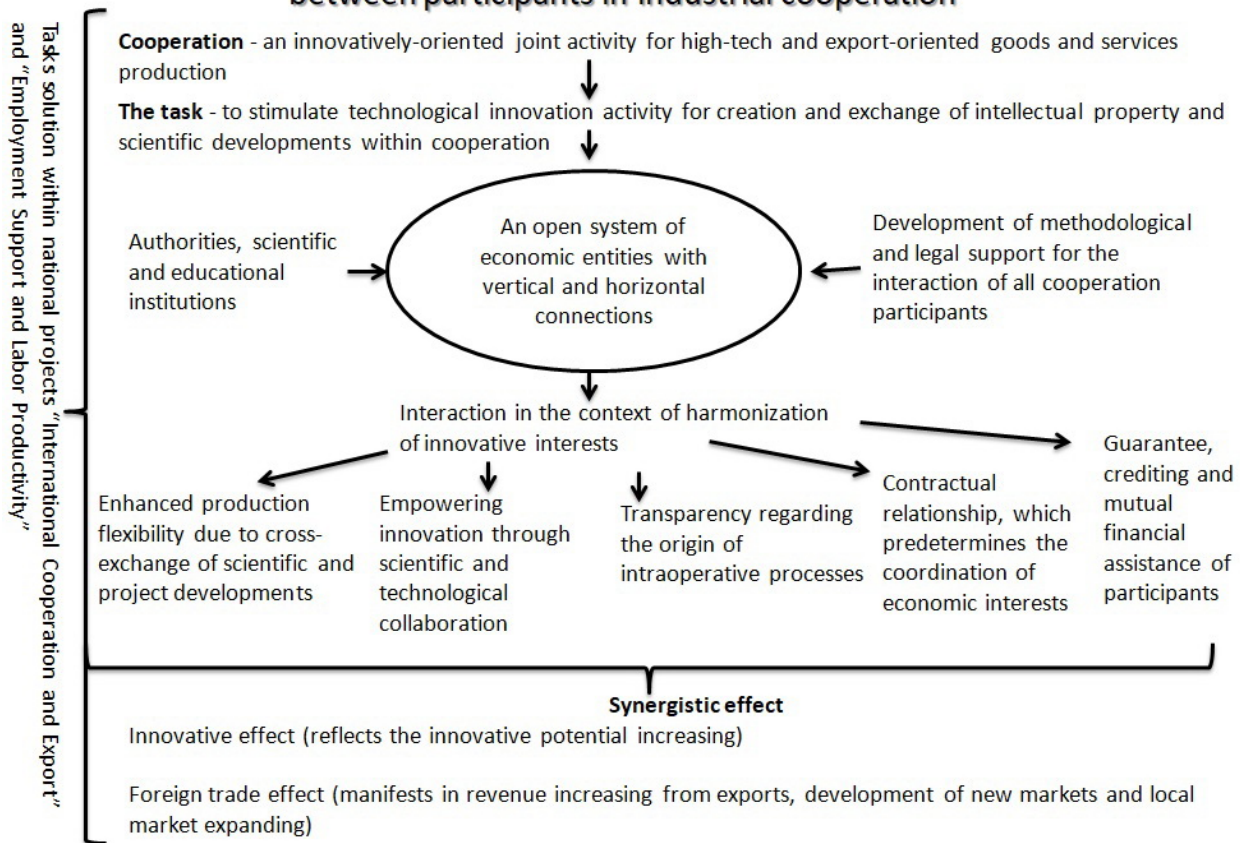 between participants in industrial cooperation
Cooperation - an innovatively-oriented joint activity for high-tech and export-oriented goods and services
production
The task - to stimulate technological innovation activity for creation and exchange of intellectual property and
scientific developments within cooperation
Authorities, scientific
and educational
institutions
An open system of
economic entities with
vertical and horizontal
connections
Development of methodological
and legal support for the
interaction of all cooperation
participants
Interaction in the context of harmonization
of innovative interests
Enhanced production
flexibility due to cross-
exchange of scientific and
project developments
Empowering
innovation through
scientific and
technological
collaboration
Transparency regarding
the origin of
intraoperative processes
Contractual
relationship, which
predetermines the
coordination of
economic interests
Guarantee,
crediting and
mutual
financial
assistance of
participants
Synergistic effect
Innovative effect (reflects the innovative potential increasing)
Foreign trade effect (manifests in revenue increasing from exports, development of new markets and local
market expanding)
Tasks solution within national projects "International Cooperation and Export"
and "Employment Support and Labor Productivity"